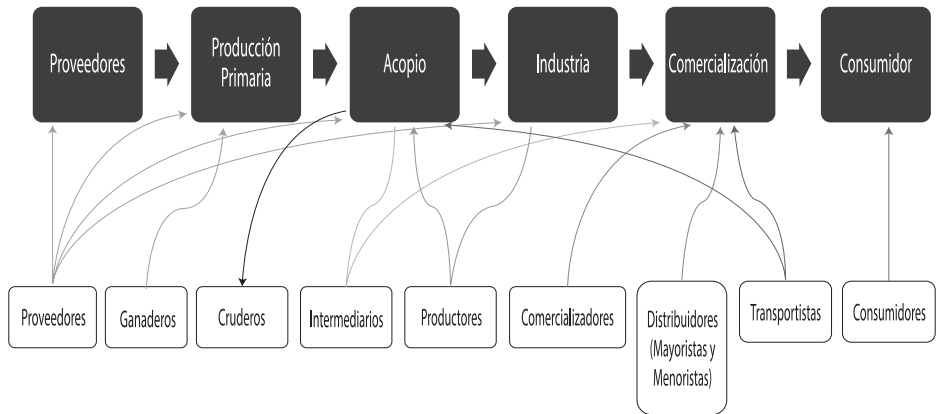 Proveedores
Producción
Primaria
Acopio
Industria
Comercialización
Consumidor
Proveedores
Ganaderos
Cruderos
Intermediarios
Productores
Comercializadores
Distribuidores
(Mayoristas y
Menoristas)
Transportistas
Consumidores